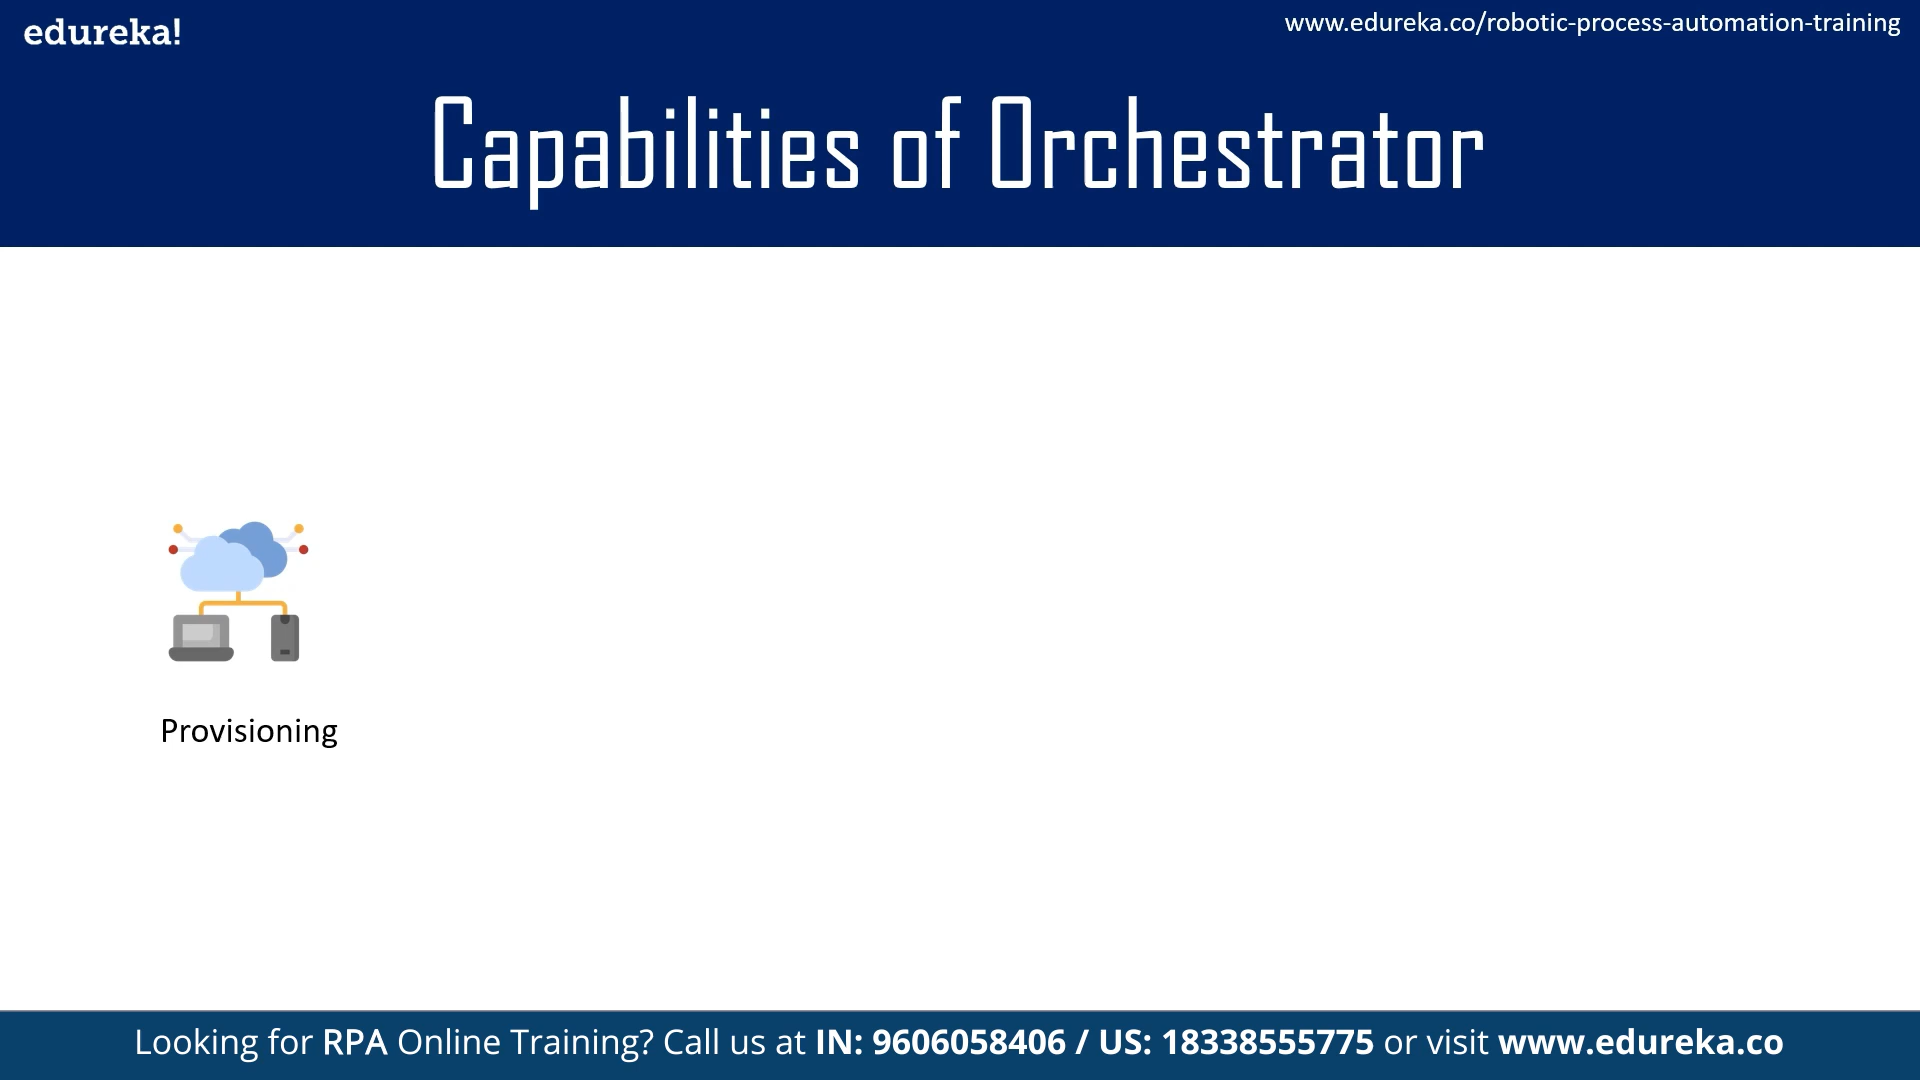 edureka!
www.edureka.co/robotic-process-automation-training
Capabilities of Orchestrator
Provisioning
Looking for RPA Online Training? Call us at IN: 9606058406 / US: 18338555775 or visit www.edureka.co